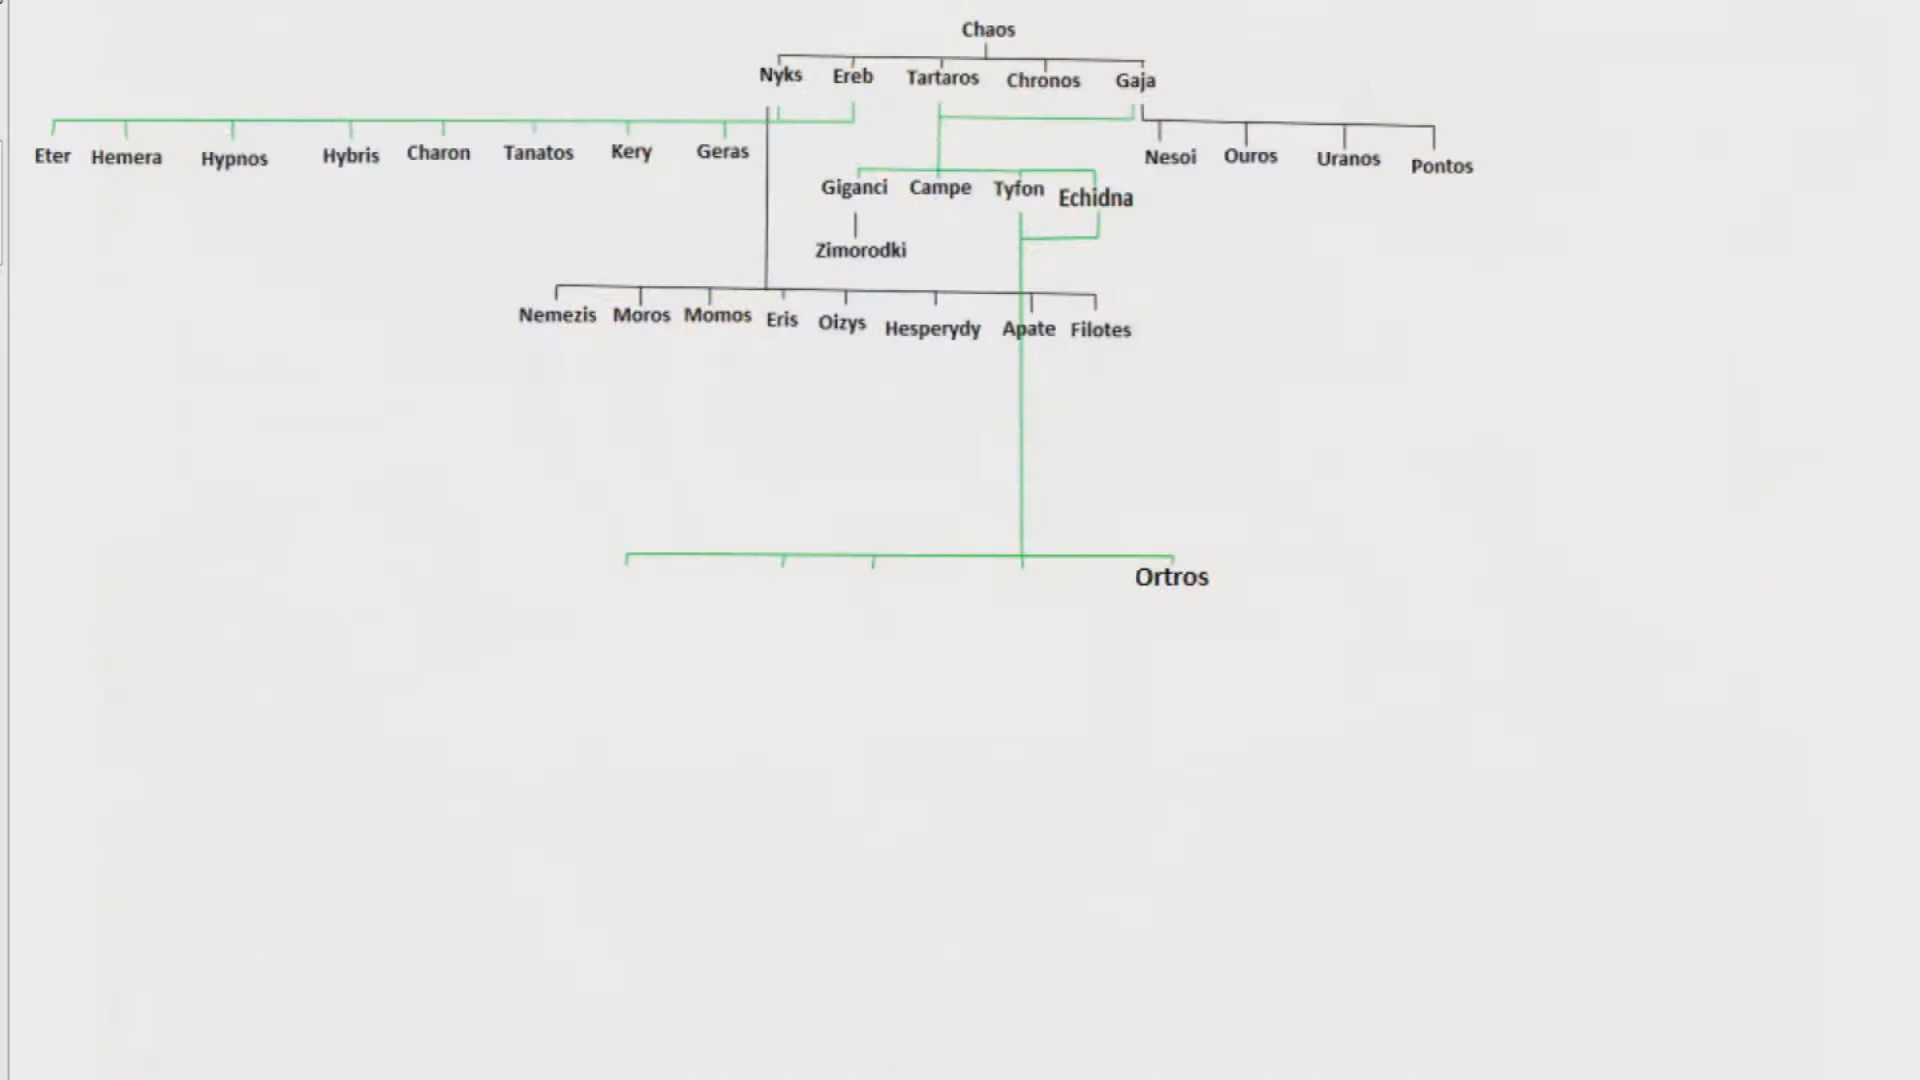 Chaos
Nyks Ereb Tartaros Chronos Gaja
Eter Hemera Hypnos Hybris Charon Tanatos Kery Geras Nesoi Ouros Uranos Pontos
Giganci Campe Tyfon Echidna
Zimorodki
Nemezis Moros Momos Eris Oizys Hesperydy Apate Filotes
Ortros